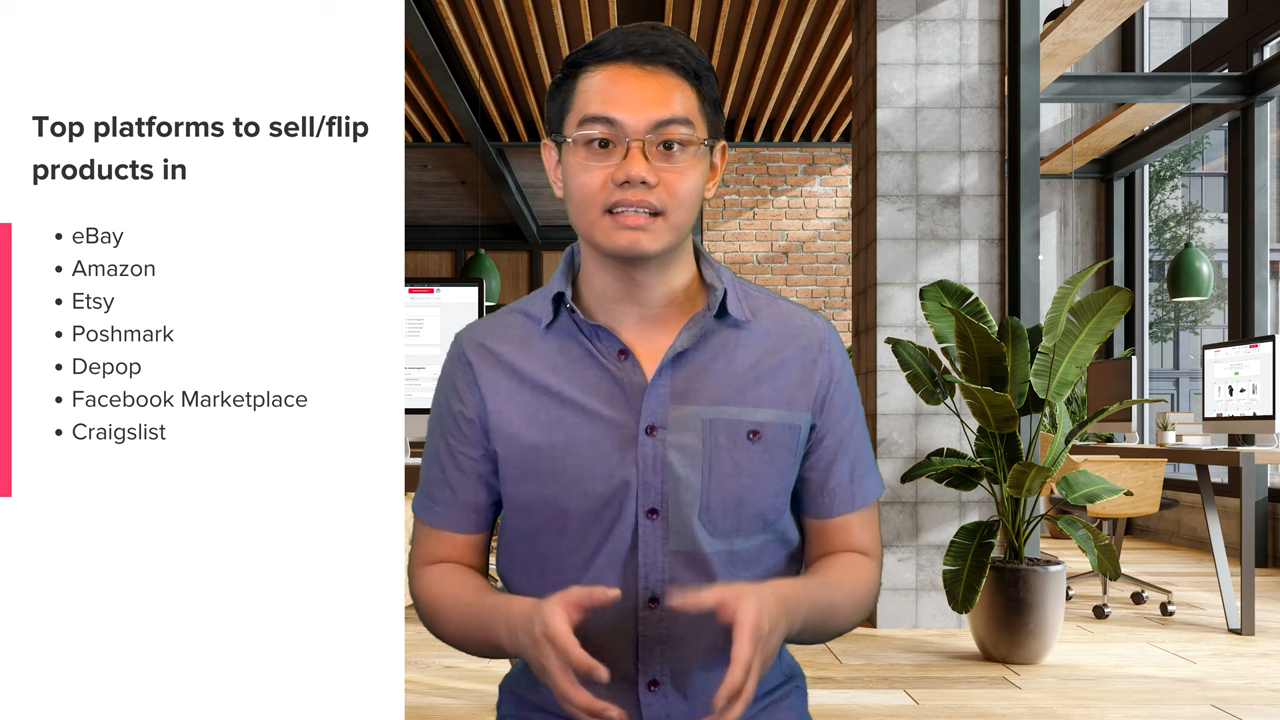 Top platforms to sell/flip
products in
• eBay
• Amazon
• Etsy
• Poshmark
• Depop
• Facebook Marketplace
• Craigslist